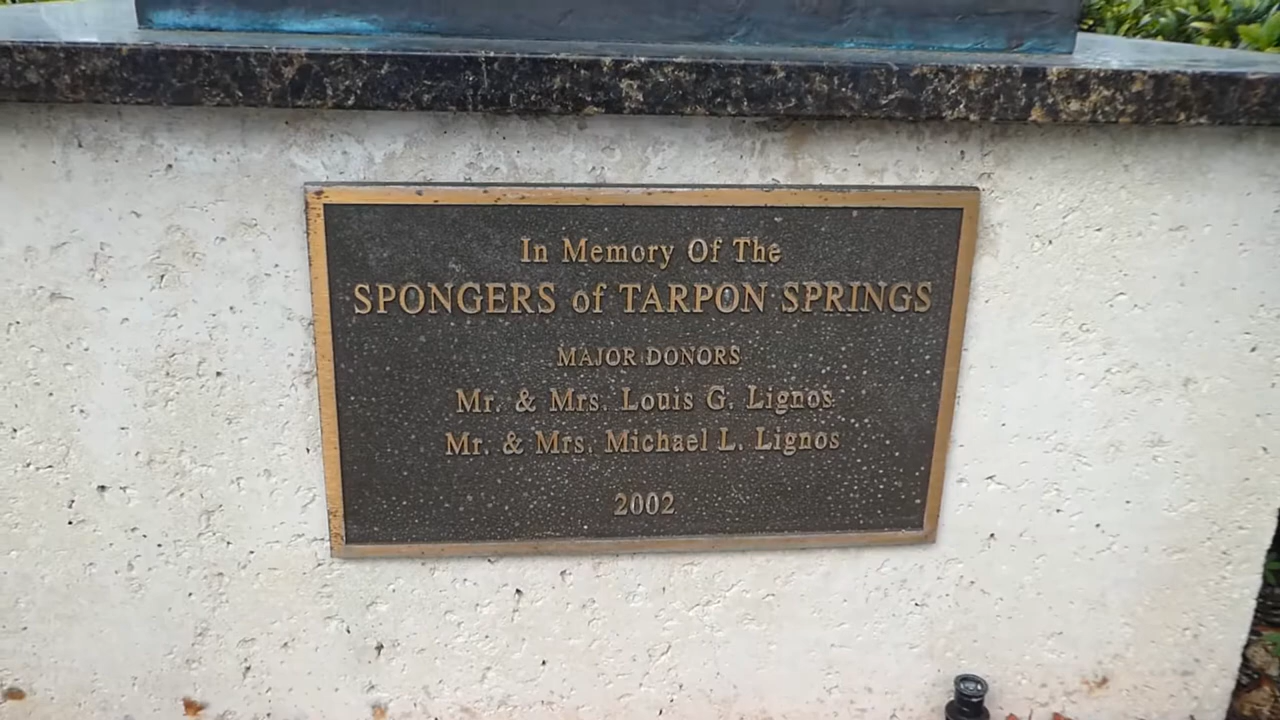 In Memory Of The
SPONGERS of TARPON SPRINGS
MAJOR DONORS
Mr. & Mrs. Louis G. Lignos
Mr. & Mrs. Michael L. Lignos
2002